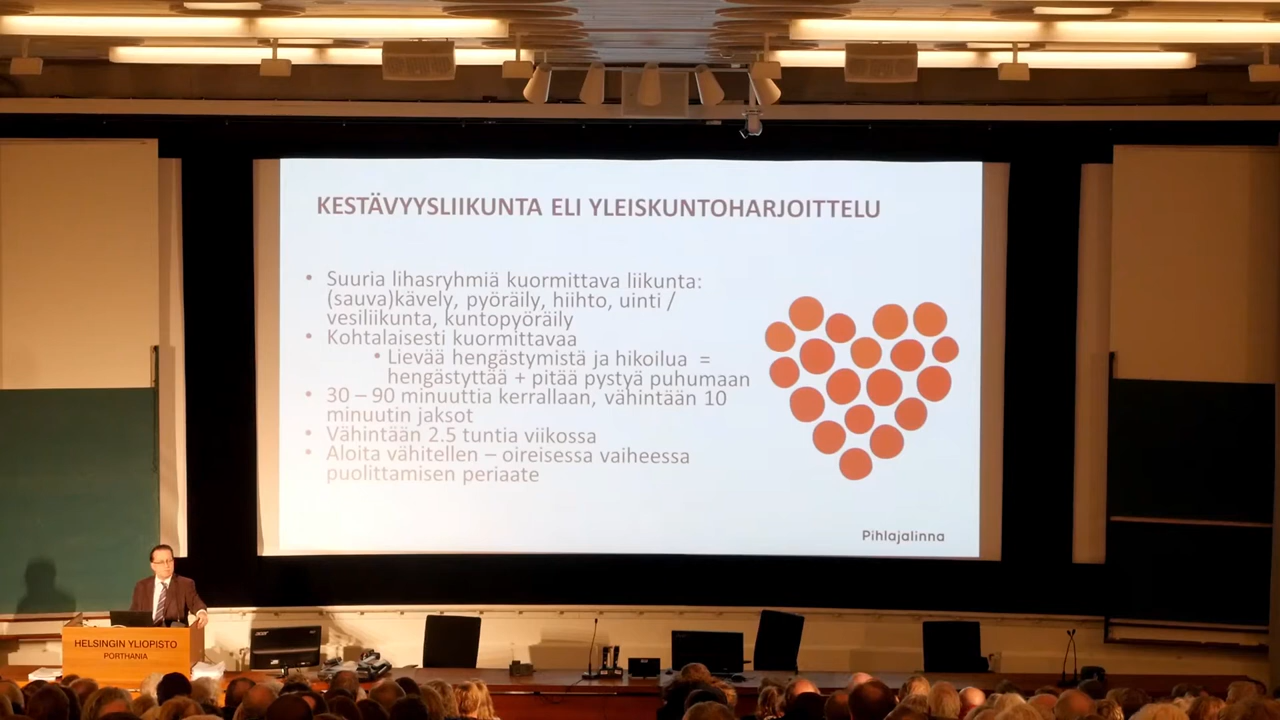 KESTÄVYYSLIIKUNTA ELI YLEISKUNTOHARJOITTELU
• Suuria lihasryhmiä kuormittava liikunta:
(sauva)kävely, pyöräily, hiihto, uinti /
vesiliikunta, kuntopyöräily
• Kohtalaisesti kuormittavaa
• Lievää hengästymistä ja hikoilua =
hengästyttää + pitää pystyä puhumaan
• 30 – 90 minuuttia kerrallaan, vähintään 10
minuutin jaksot
• Vähintään 2.5 tuntia viikossa
• Aloita vähitellen – oireisessa vaiheessa
puolittamisen periaate
Pihlajalinna
HELSINGIN YLIOPISTO
PORTHANIA
acer